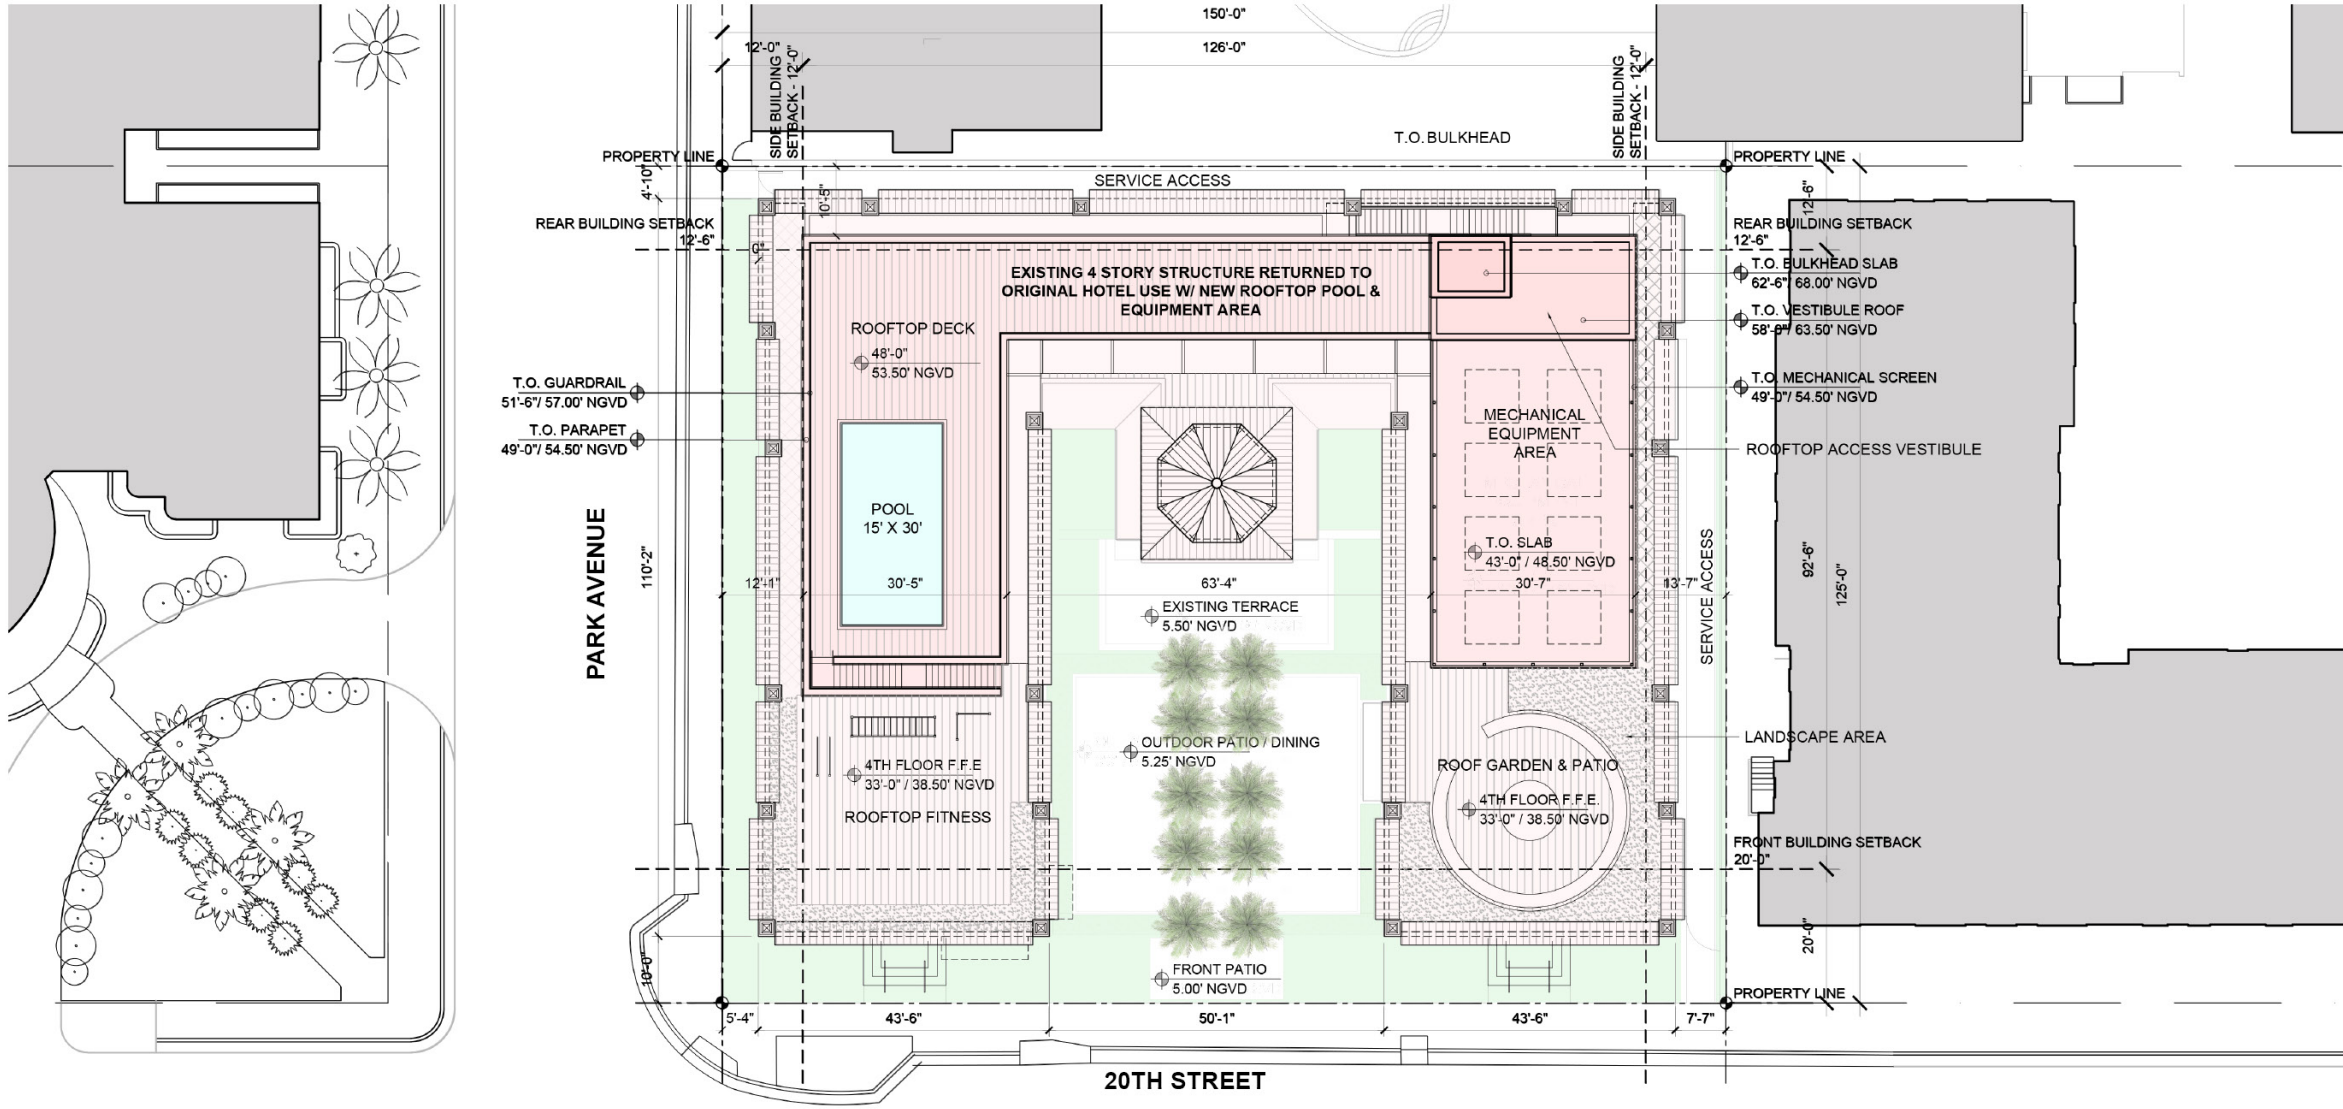 150'-0"
12'-0"
126'-0"
SIDE BUILDING
SETBACK - 12'-0"
SIDE BUILDING
SETBACK - 12'-0"
T.O. BULKHEAD
PROPERTY LINE
PROPERTY LINE
4'-10"
SERVICE ACCESS
10'-5"
12'-6"
REAR BUILDING SETBACK
12'-6"
0"
REAR BUILDING SETBACK
12'-6"
EXISTING 4 STORY STRUCTURE RETURNED TO
ORIGINAL HOTEL USE W/ NEW ROOFTOP POOL &
EQUIPMENT AREA
T.O. BULKHEAD SLAB
62'-6"/ 68.00' NGVD
T.O. VESTIBULE ROOF
58'-0"/ 63.50' NGVD
ROOFTOP DECK
48'-0"
53.50' NGVD
T.O. GUARDRAIL
51'-6"/ 57.00' NGVD
T.O. MECHANICAL SCREEN
49'-0"/ 54.50' NGVD
T.O. PARAPET
49'-0"/ 54.50' NGVD
MECHANICAL
EQUIPMENT
AREA
ROOFTOP ACCESS VESTIBULE
POOL
15' X 30'
T.O. SLAB
43'-0" / 48.50' NGVD
PARK AVENUE
110'-2"
12'-1"
30'-5"
63'-4"
30'-7"
13'-7"
SERVICE ACCESS
92'-6"
125'-0"
EXISTING TERRACE
5.50' NGVD
OUTDOOR PATIO / DINING
5.25' NGVD
LANDSCAPE AREA
4TH FLOOR F.F.E
33'-0" / 38.50' NGVD
ROOFTOP FITNESS
ROOF GARDEN & PATIO
4TH FLOOR F.F.E.
33'-0" / 38.50' NGVD
FRONT BUILDING SETBACK
20'-0"
20'-0"
10'-0"
FRONT PATIO
5.00' NGVD
PROPERTY LINE
5'-4"
43'-6"
50'-1"
43'-6"
7'-7"
20TH STREET